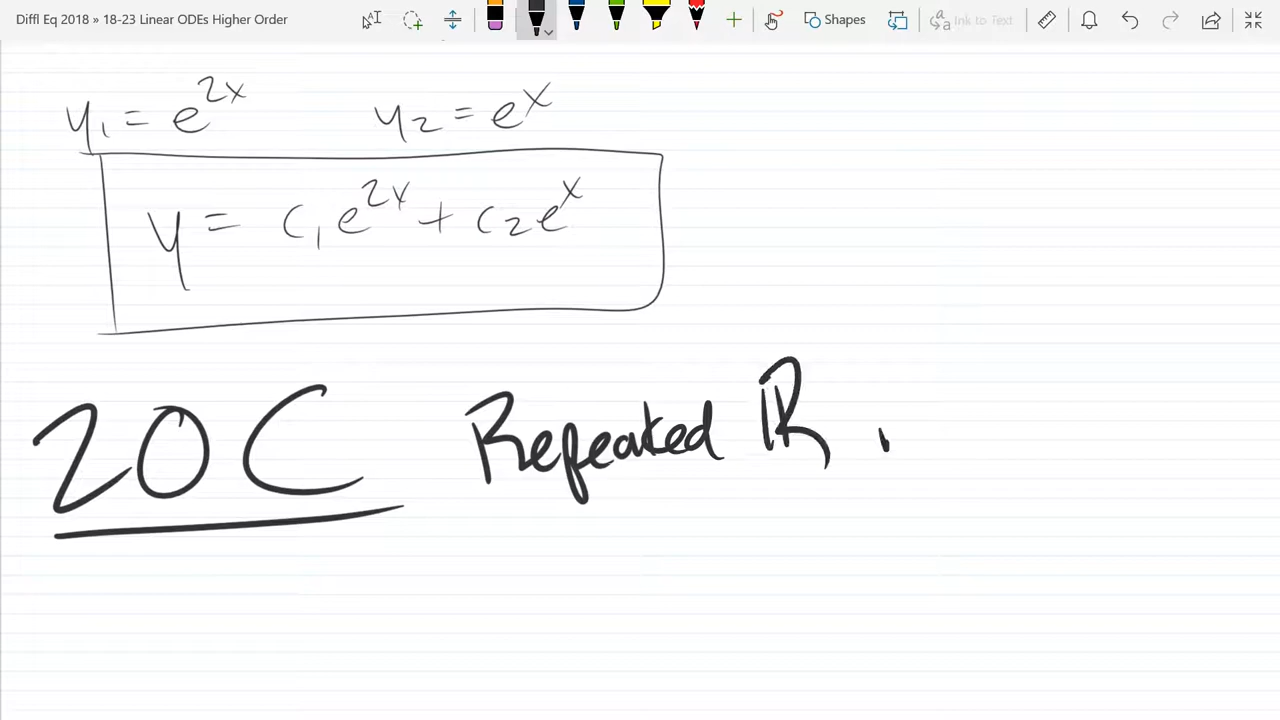 Diffl Eq 2018 » 18-23 Linear ODEs Higher Order
Shapes
Ink to Text
y₁ = e^{2x} y₂ = e^x
y = c₁e^{2x} + c₂e^x
20C Repeated ℝ